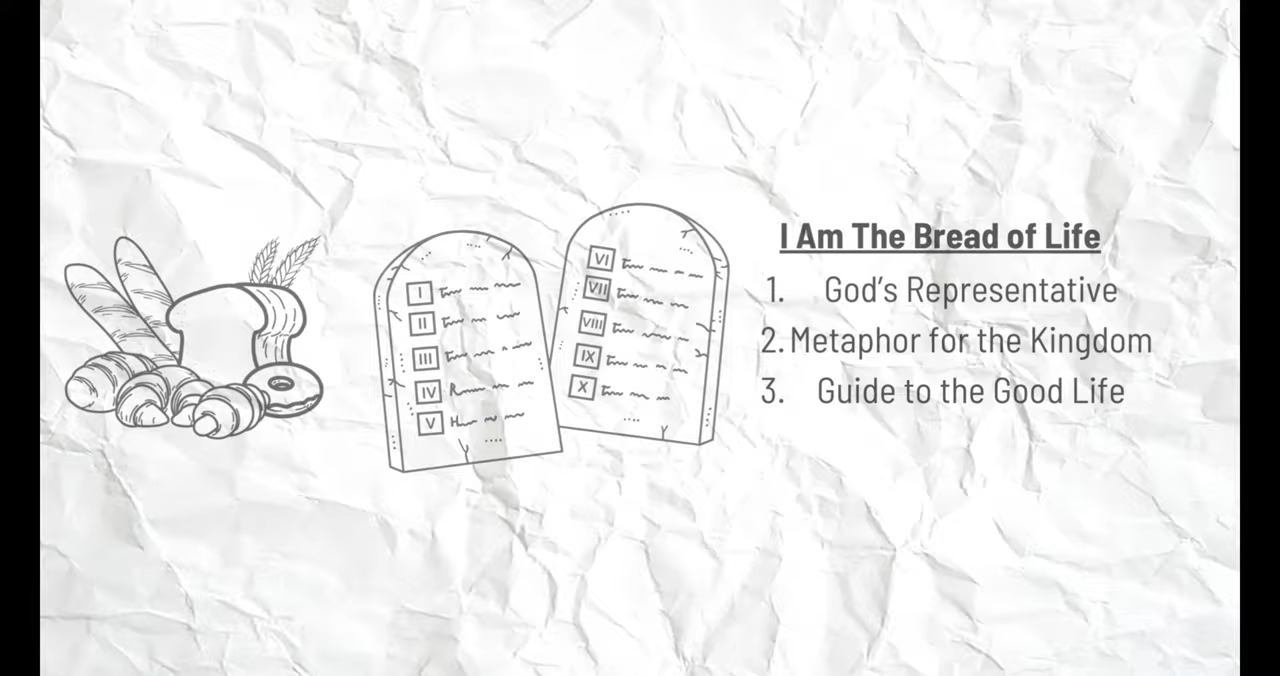 I
II
III
IV
V
VI
VII
VIII
IX
X
I Am The Bread of Life
1. God's Representative
2. Metaphor for the Kingdom
3. Guide to the Good Life